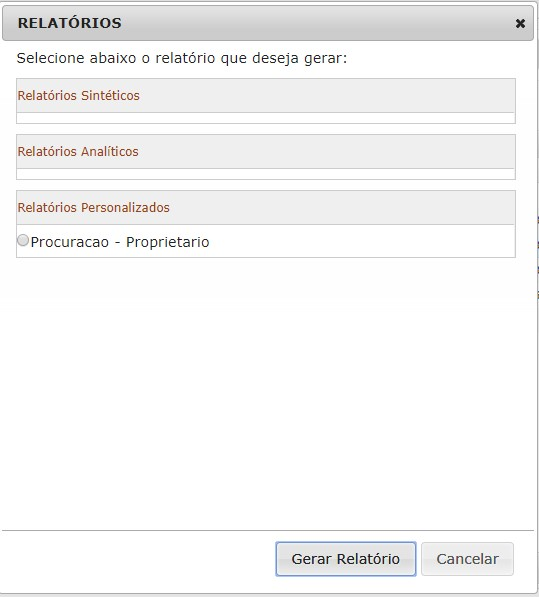 RELATÓRIOS
Selecione abaixo o relatório que deseja gerar:
Relatórios Sintéticos
Relatórios Analíticos
Relatórios Personalizados
Procuracao - Proprietario
Gerar Relatório
Cancelar